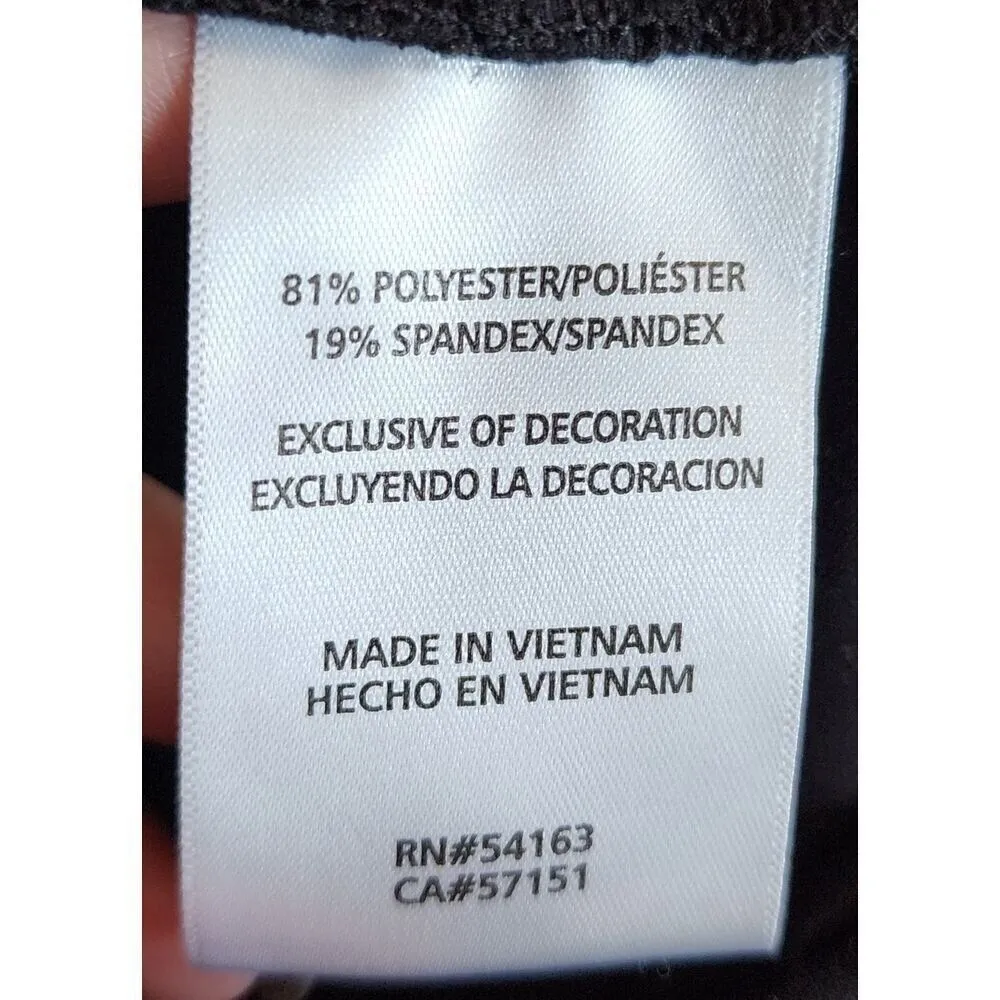 81% POLYESTER/POLIÉSTER
19% SPANDEX/SPANDEX
EXCLUSIVE OF DECORATION
EXCLUYENDO LA DECORACION
MADE IN VIETNAM
HECHO EN VIETNAM
RN#54163
CA#57151